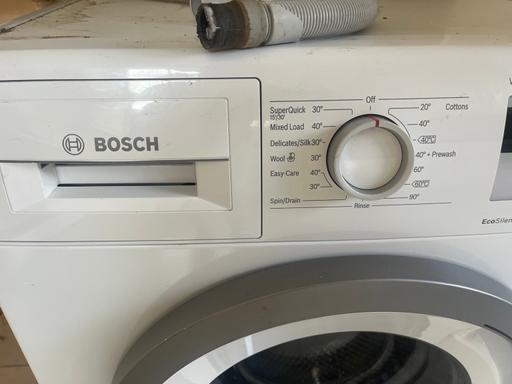 BOSCH
Off
SuperQuick 30°
15'/30'
Mixed Load 40°
Delicates/Silk 30°
Wool 30°
Easy-Care 40°
30°
Spin/Drain
Rinse
20° Cottons
40°
40°C
40° + Prewash
60°
60°C
90°